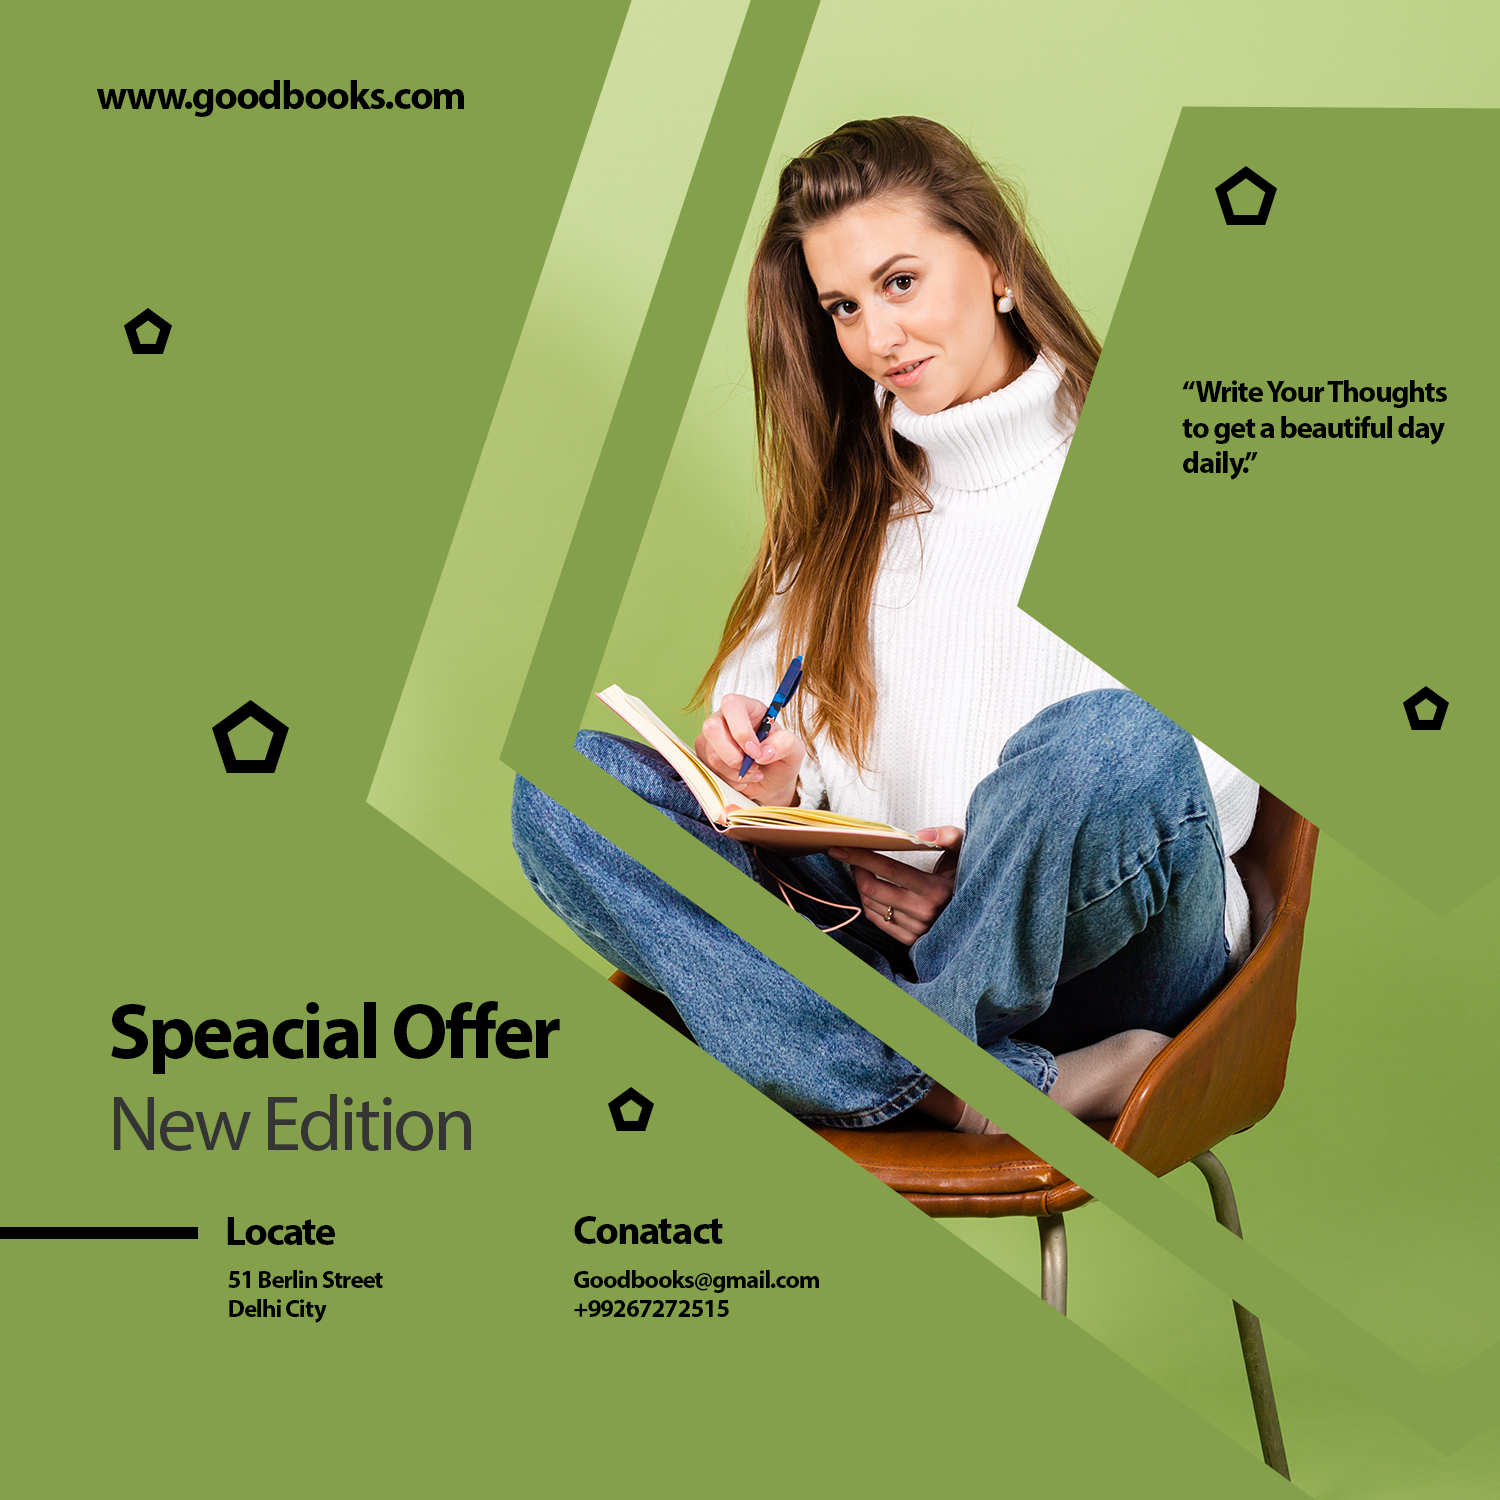 www.goodbooks.com
“Write Your Thoughts
to get a beautiful day
daily.”
Speacial Offer
New Edition
Locate
51 Berlin Street
Delhi City
Conatact
Goodbooks@gmail.com
+99267272515